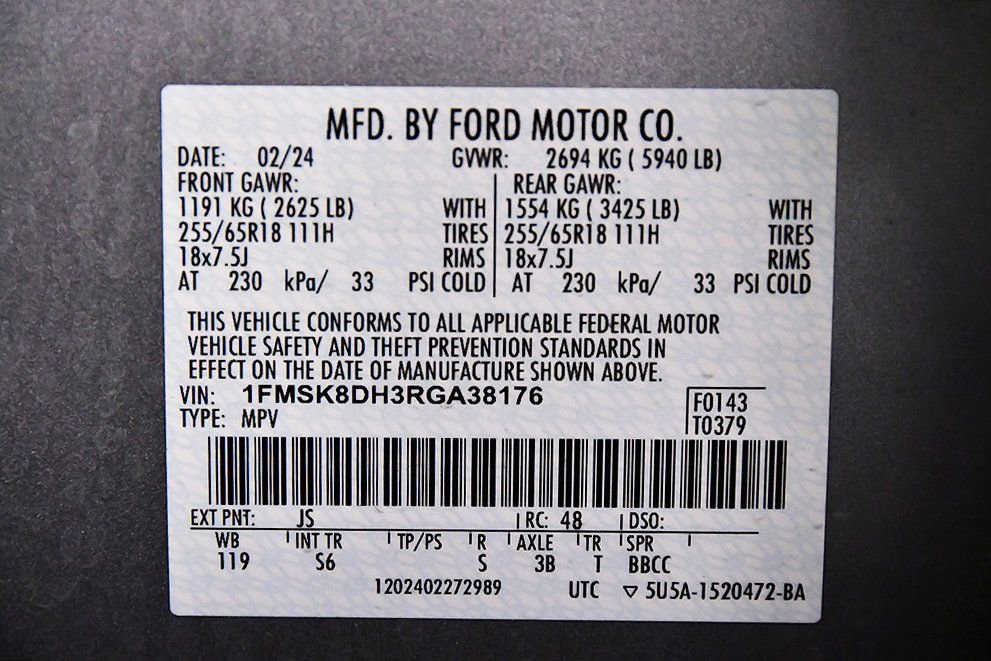 MFD. BY FORD MOTOR CO.
DATE: 02/24 GVWR: 2694 KG ( 5940 LB)
FRONT GAWR: REAR GAWR:
1191 KG ( 2625 LB) WITH 1554 KG ( 3425 LB) WITH
255/65R18 111H TIRES 255/65R18 111H TIRES
18x7.5J RIMS 18x7.5J RIMS
AT 230 kPa/ 33 PSI COLD AT 230 kPa/ 33 PSI COLD
THIS VEHICLE CONFORMS TO ALL APPLICABLE FEDERAL MOTOR
VEHICLE SAFETY AND THEFT PREVENTION STANDARDS IN
EFFECT ON THE DATE OF MANUFACTURE SHOWN ABOVE.
VIN: 1FMSK8DH3RGA38176 F0143
TYPE: MPV T0379
EXT PNT: JS RC: 48 DSO:
WB INT TR TP/PS R AXLE TR SPR
119 S6 S 3B T BBCC
1202402272989 UTC ▽ 5U5A-1520472-BA